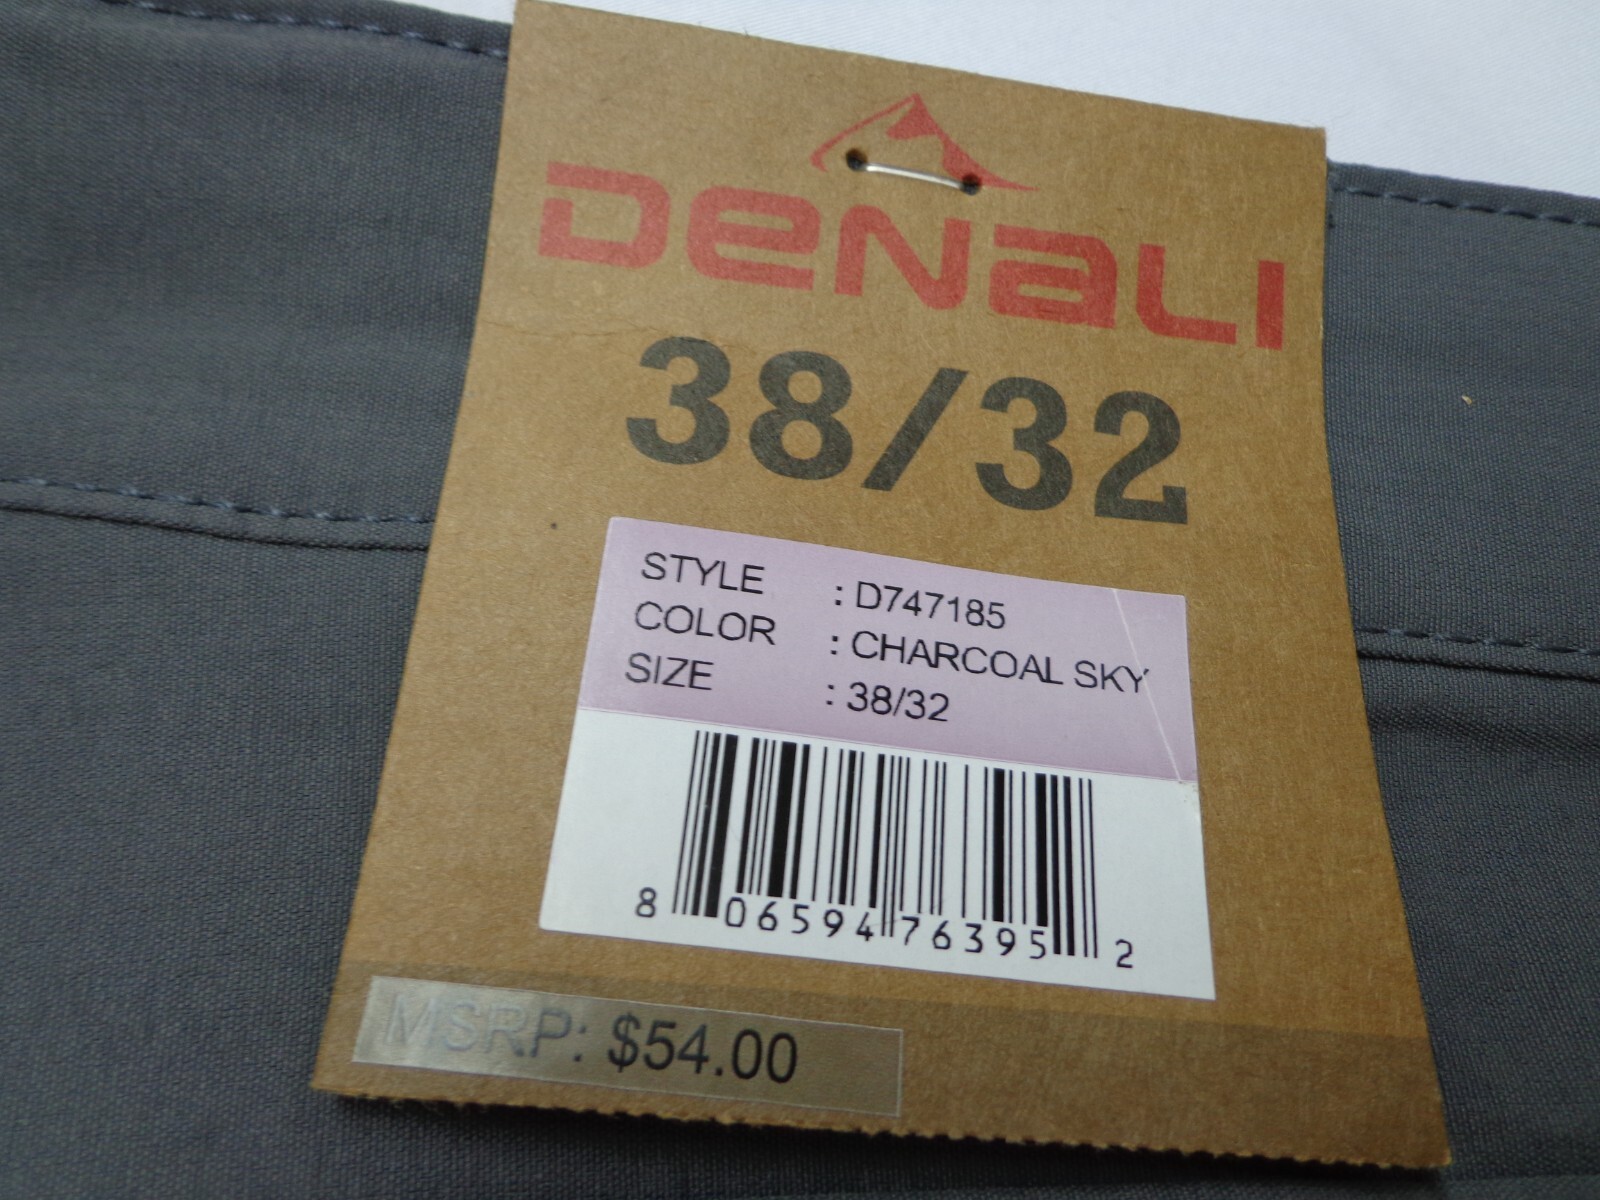 DENALI
38/32
STYLE : D747185
COLOR : CHARCOAL SKY
SIZE : 38/32
8 06594 76395 2
MSRP: $54.00